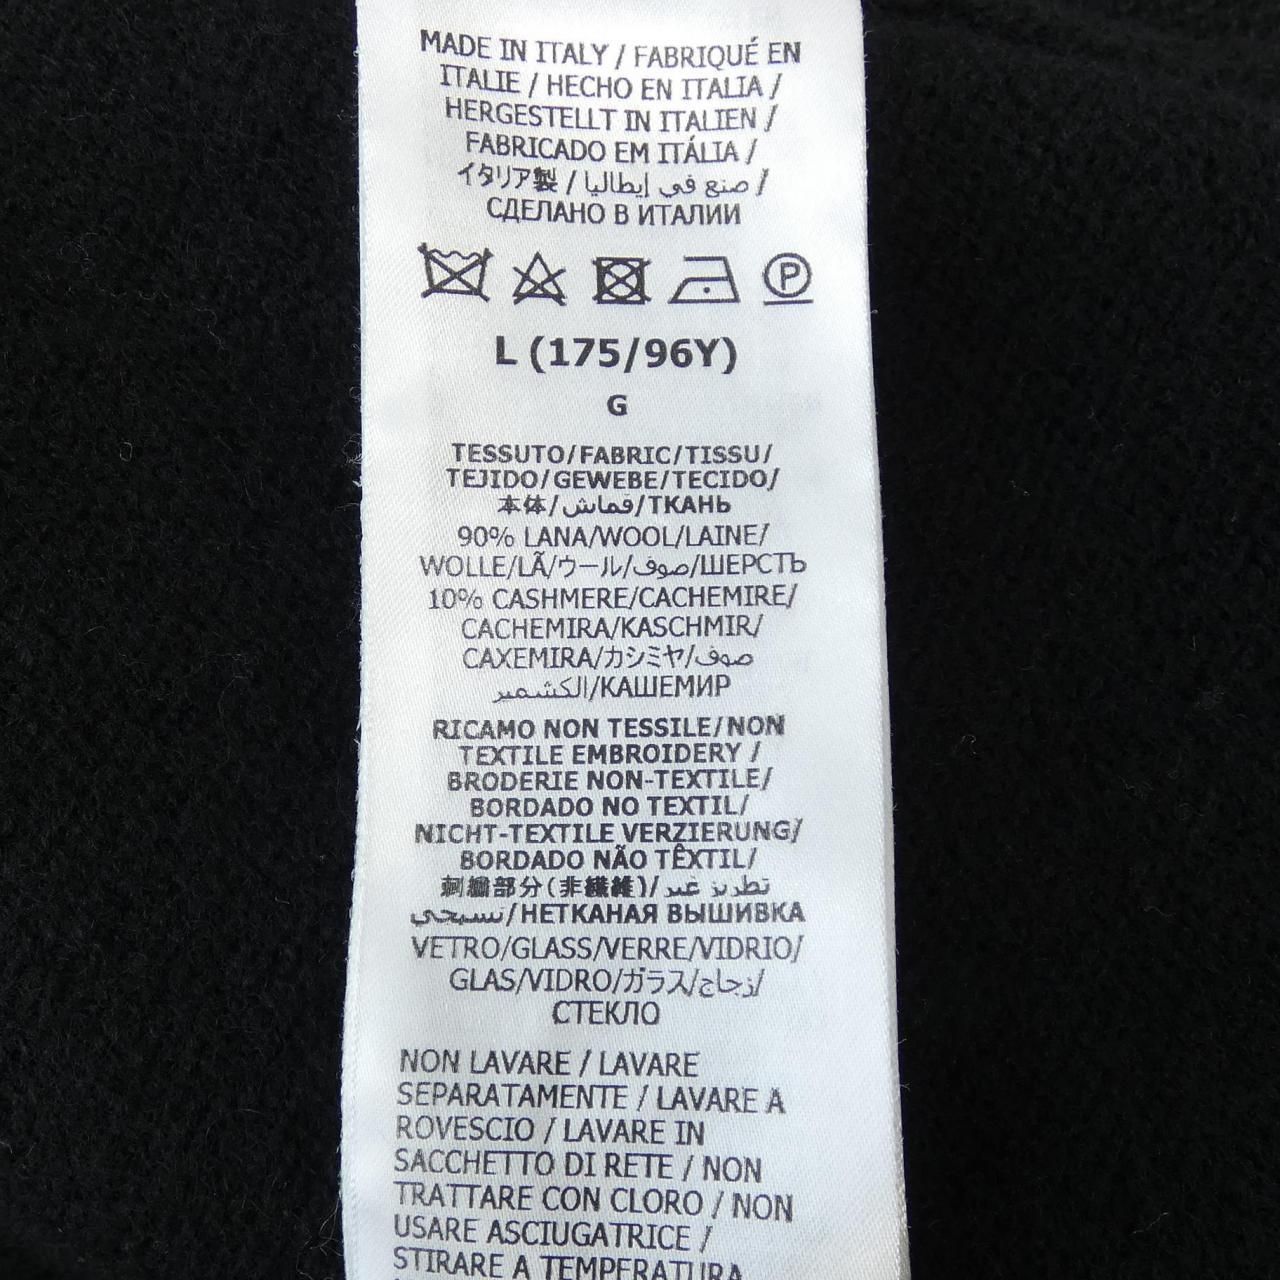 MADE IN ITALY / FABRIQUÉ EN
ITALIE / HECHO EN ITALIA /
HERGESTELLT IN ITALIEN /
FABRICADO EM ITÁLIA /
イタリア製 / صنع في إيطاليا /
СДЕЛАНО В ИТАЛИИ
P
L (175/96Y)
G
TESSUTO/FABRIC/TISSU/
TEJIDO/GEWEBE/TECIDO/
本体/قماش/ТКАНЬ
90% LANA/WOOL/LAINE/
WOLLE/LÃ/ウール/صوف/ШЕРСТЬ
10% CASHMERE/CACHEMIRE/
CACHEMIRA/KASCHMIR/
CAXEMIRA/カシミヤ/صوف
الكشمير/КАШЕМИР
RICAMO NON TESSILE/NON
TEXTILE EMBROIDERY /
BRODERIE NON-TEXTILE/
BORDADO NO TEXTIL/
NICHT-TEXTILE VERZIERUNG/
BORDADO NÃO TÊXTIL/
刺繍部分(非繊維)/تطريز غير
نسيجي/НЕТКАНАЯ ВЫШИВКА
VETRO/GLASS/VERRE/VIDRIO/
GLAS/VIDRO/ガラス/زجاج/
СТЕКЛО
NON LAVARE / LAVARE
SEPARATAMENTE / LAVARE A
ROVESCIO / LAVARE IN
SACCHETTO DI RETE / NON
TRATTARE CON CLORO / NON
USARE ASCIUGATRICE /
STIRARE A TEMPERATURA